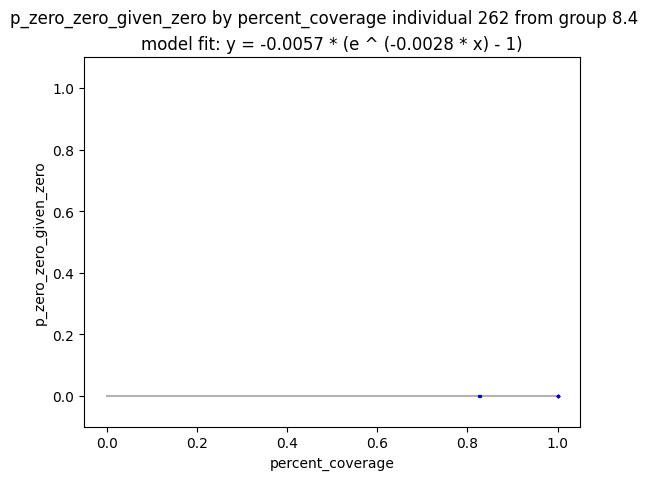 p_zero_zero_given_zero by percent_coverage individual 262 from group 8.4
model fit: y = -0.0057 * (e ^ (-0.0028 * x) - 1)
1.0
0.8
0.6
0.4
0.2
0.0
p_zero_zero_given_zero
0.0 0.2 0.4 0.6 0.8 1.0
percent_coverage